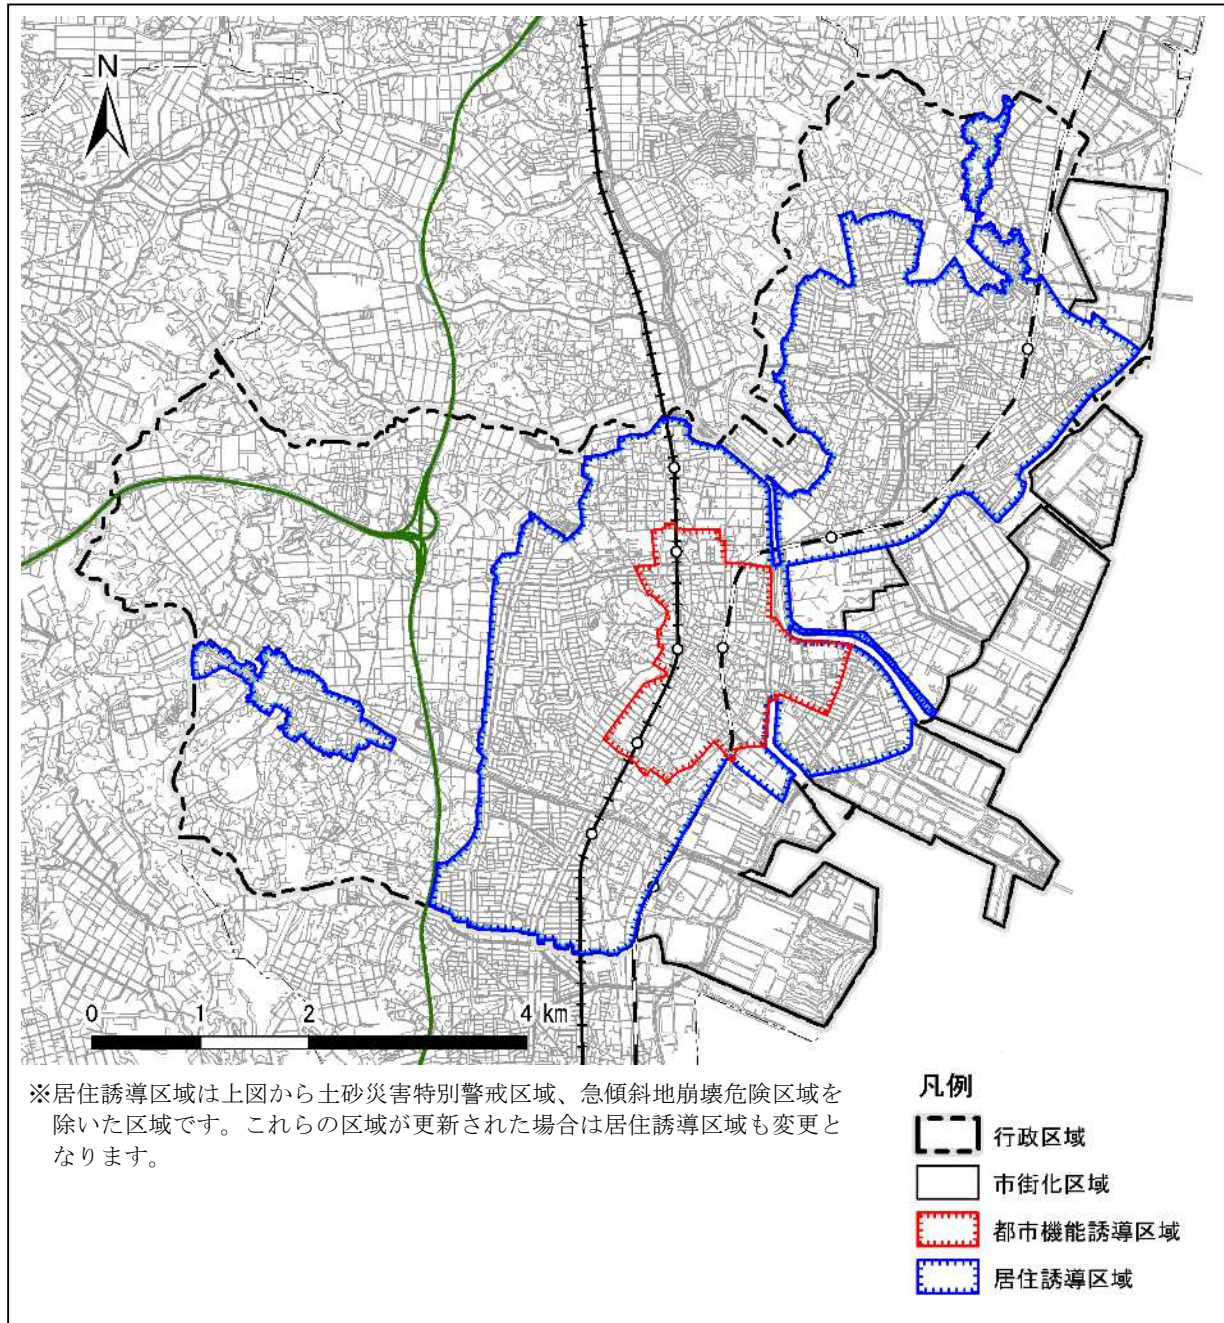 N
0 1 2 4 km
※居住誘導区域は上図から土砂災害特別警戒区域、急傾斜地崩壊危険区域を
除いた区域です。これらの区域が更新された場合は居住誘導区域も変更と
なります。
凡例
行政区域
市街化区域
都市機能誘導区域
居住誘導区域